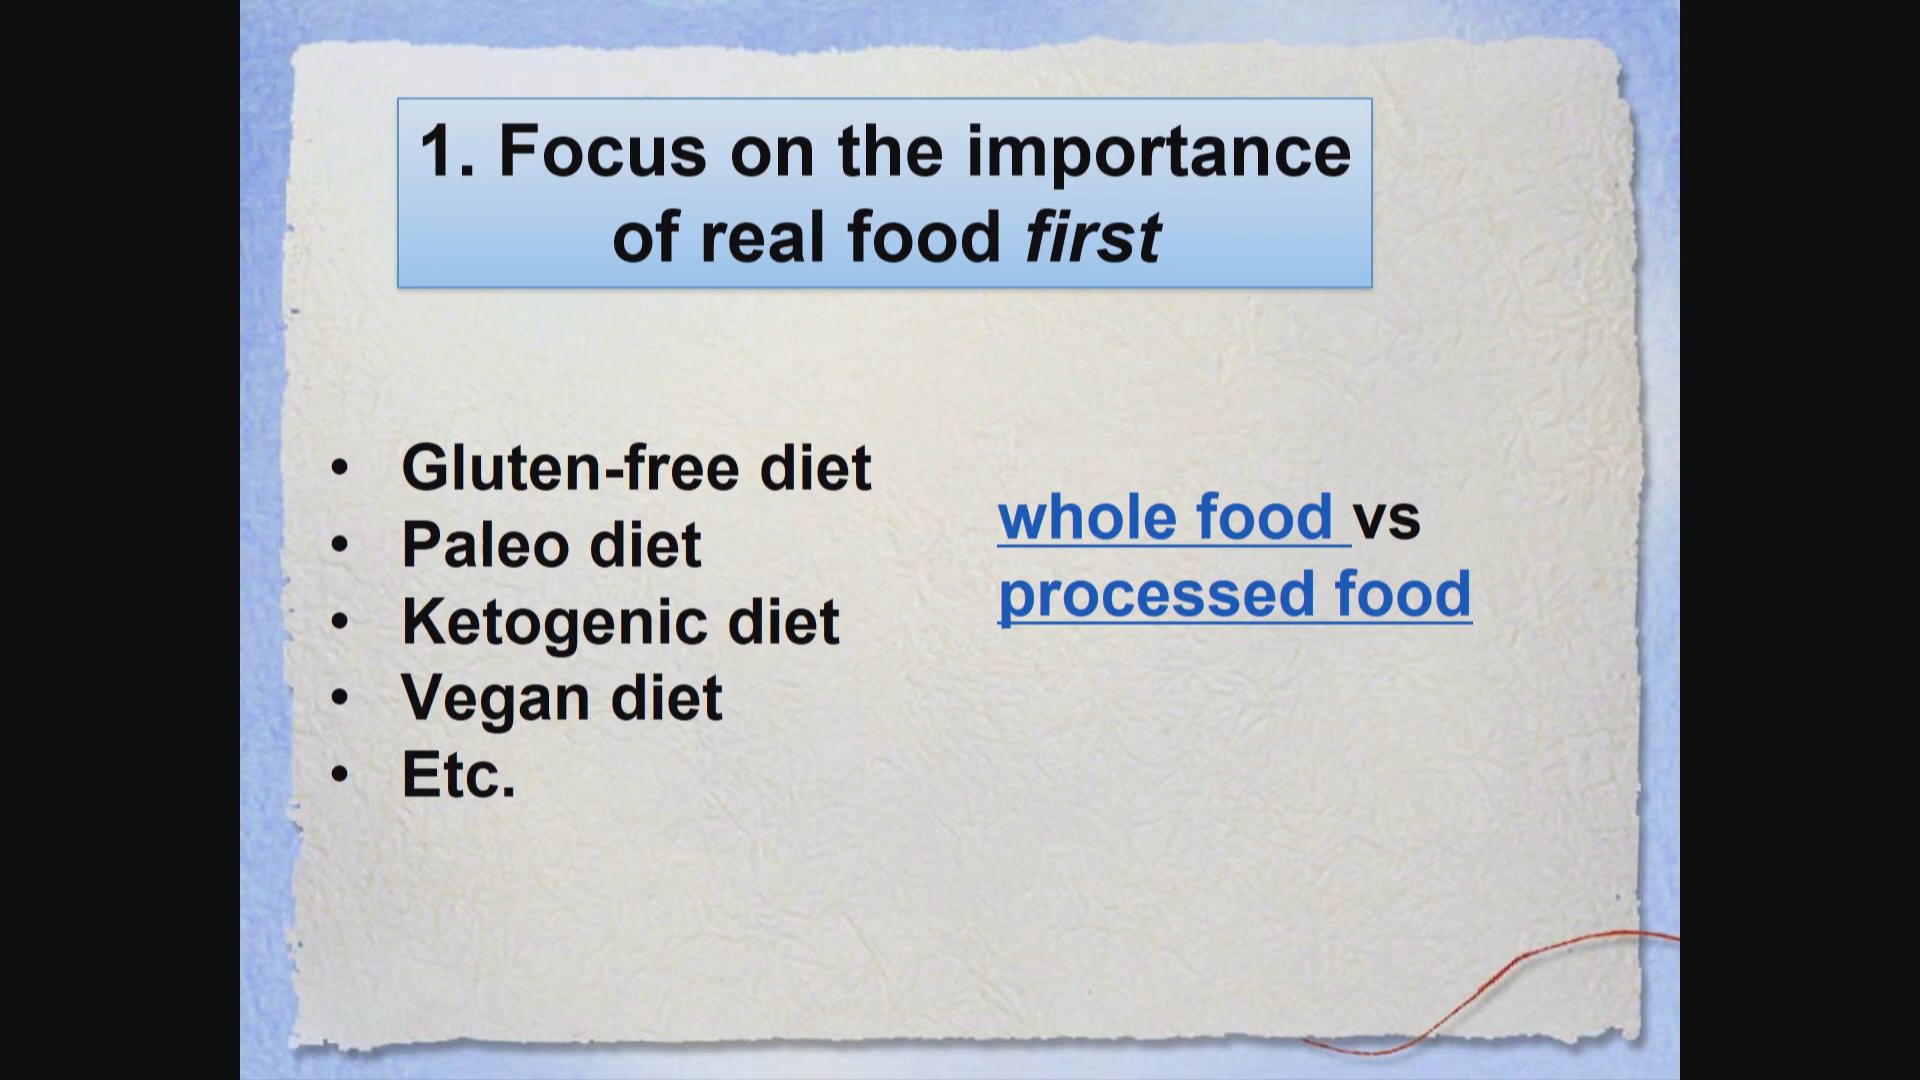 1. Focus on the importance
of real food first
• Gluten-free diet
• Paleo diet
• Ketogenic diet
• Vegan diet
• Etc.
whole food vs
processed food